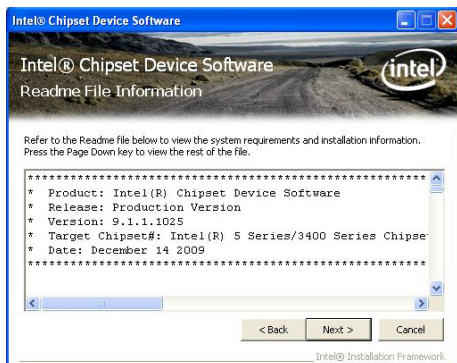 Intel® Chipset Device Software
Intel® Chipset Device Software
Readme File Information
intel®
Refer to the Readme file below to view the system requirements and installation information.
Press the Page Down key to view the rest of the file.
************************************************************
*  Product: Intel(R) Chipset Device Software
*  Release: Production Version
*  Version: 9.1.1.1025
*  Target Chipset#: Intel(R) 5 Series/3400 Series Chipse
*  Date: December 14 2009
************************************************************
< Back Next > Cancel
Intel® Installation Framework